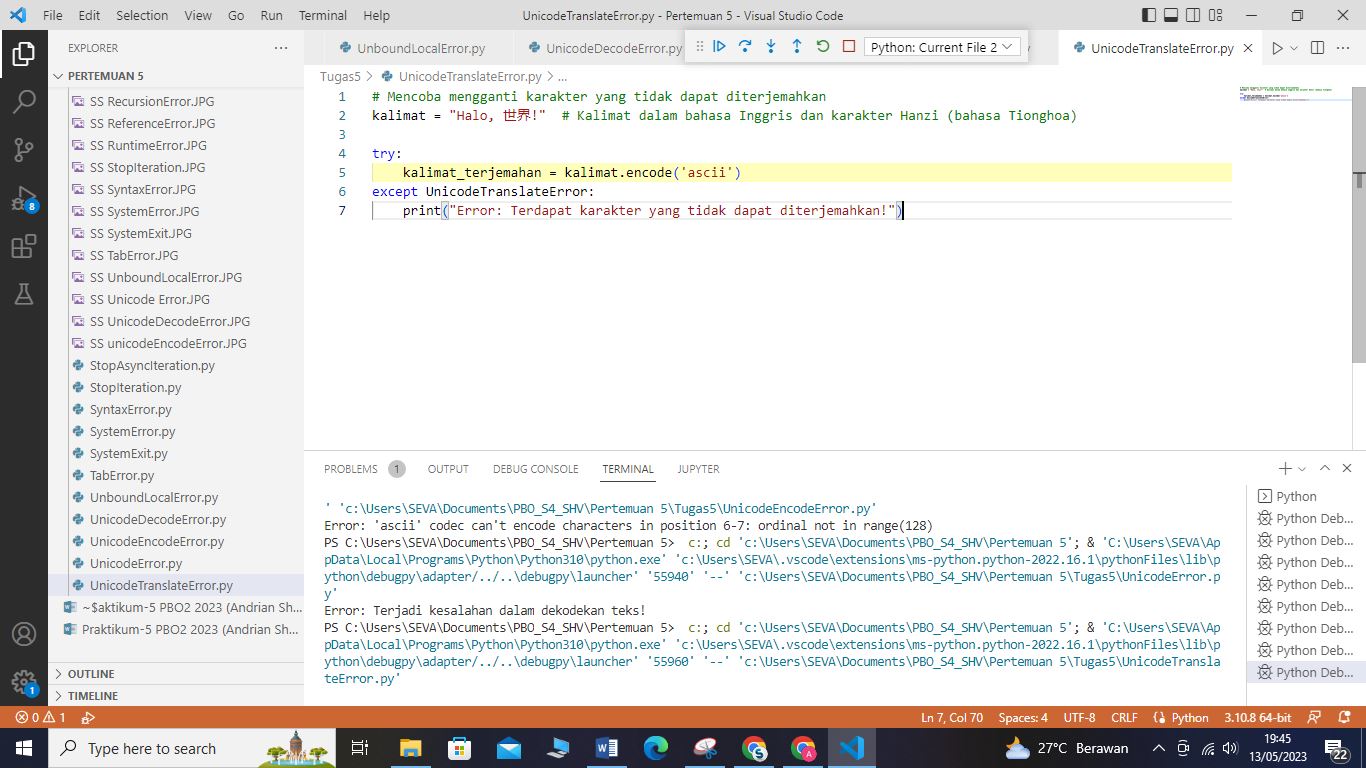 File Edit Selection View Go Run Terminal Help UnicodeTranslateError.py - Pertemuan 5 - Visual Studio Code
EXPLORER
PERTEMUAN 5
SS RecursionError.JPG
SS ReferenceError.JPG
SS RuntimeError.JPG
SS StopIteration.JPG
SS SyntaxError.JPG
SS SystemError.JPG
SS SystemExit.JPG
SS TabError.JPG
SS UnboundLocalError.JPG
SS Unicode Error.JPG
SS UnicodeDecodeError.JPG
SS unicodeEncodeError.JPG
StopAsyncIteration.py
StopIteration.py
SyntaxError.py
SystemError.py
SystemExit.py
TabError.py
UnboundLocalError.py
UnicodeDecodeError.py
UnicodeEncodeError.py
UnicodeError.py
UnicodeTranslateError.py
~$aktikum-5 PBO2 2023 (Andrian Sh...
Praktikum-5 PBO2 2023 (Andrian Sh...
OUTLINE
TIMELINE
8
1
UnboundLocalError.py UnicodeDecodeError.py Python: Current File 2 UnicodeTranslateError.py
Tugas5 > UnicodeTranslateError.py > ...
1 # Mencoba mengganti karakter yang tidak dapat diterjemahkan
2 kalimat = "Halo, 世界!" # Kalimat dalam bahasa Inggris dan karakter Hanzi (bahasa Tionghoa)
3
4 try:
5 kalimat_terjemahan = kalimat.encode('ascii')
6 except UnicodeTranslateError:
7 print("Error: Terdapat karakter yang tidak dapat diterjemahkan!")
PROBLEMS 1 OUTPUT DEBUG CONSOLE TERMINAL JUPYTER
' 'c:\Users\SEVA\Documents\PBO_S4_SHV\Pertemuan 5\Tugas5\UnicodeEncodeError.py'
Error: 'ascii' codec can't encode characters in position 6-7: ordinal not in range(128)
PS C:\Users\SEVA\Documents\PBO_S4_SHV\Pertemuan 5> c:; cd 'c:\Users\SEVA\Documents\PBO_S4_SHV\Pertemuan 5'; & 'C:\Users\SEVA\Ap
pData\Local\Programs\Python\Python310\python.exe' 'c:\Users\SEVA\.vscode\extensions\ms-python.python-2022.16.1\pythonFiles\lib\p
ython\debugpy\adapter/../..\debugpy\launcher' '55940' '--' 'c:\Users\SEVA\Documents\PBO_S4_SHV\Pertemuan 5\Tugas5\UnicodeError.p
y'
Error: Terjadi kesalahan dalam dekodekan teks!
PS C:\Users\SEVA\Documents\PBO_S4_SHV\Pertemuan 5> c:; cd 'c:\Users\SEVA\Documents\PBO_S4_SHV\Pertemuan 5'; & 'C:\Users\SEVA\Ap
pData\Local\Programs\Python\Python310\python.exe' 'c:\Users\SEVA\.vscode\extensions\ms-python.python-2022.16.1\pythonFiles\lib\p
ython\debugpy\adapter/../..\debugpy\launcher' '55960' '--' 'c:\Users\SEVA\Documents\PBO_S4_SHV\Pertemuan 5\Tugas5\UnicodeTransla
teError.py'
Python
Python Deb...
Python Deb...
Python Deb...
Python Deb...
Python Deb...
Python Deb...
Python Deb...
Python Deb...
0 1 Ln 7, Col 70 Spaces: 4 UTF-8 CRLF Python 3.10.8 64-bit
Type here to search 27°C Berawan 19:45
13/05/2023 22